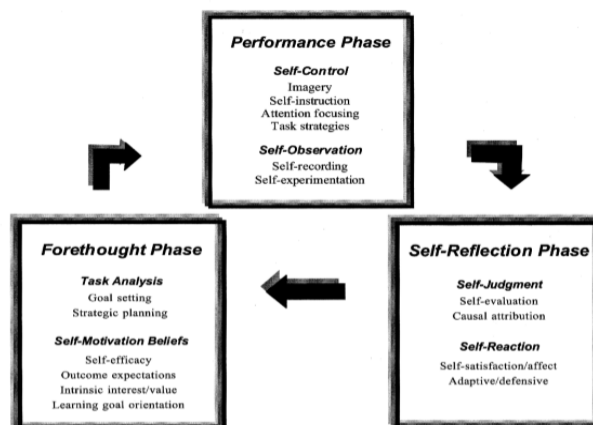 Performance Phase
Self-Control
Imagery
Self-instruction
Attention focusing
Task strategies
Self-Observation
Self-recording
Self-experimentation
Forethought Phase
Task Analysis
Goal setting
Strategic planning
Self-Motivation Beliefs
Self-efficacy
Outcome expectations
Intrinsic interest/value
Learning goal orientation
Self-Reflection Phase
Self-Judgment
Self-evaluation
Causal attribution
Self-Reaction
Self-satisfaction/affect
Adaptive/defensive